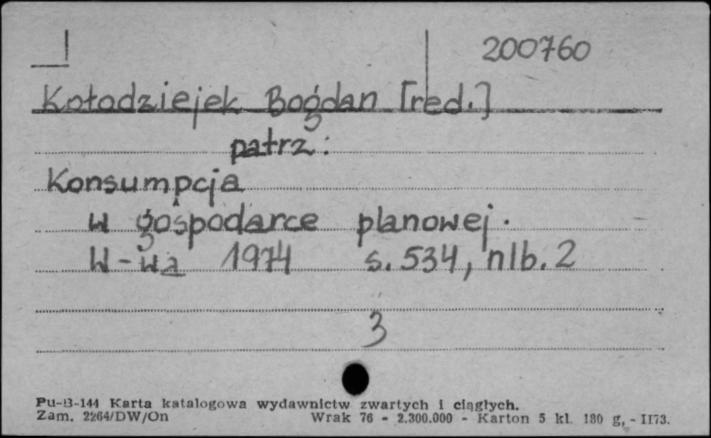 200760
Kołodziejek Bogdan [red.]
patrz:
Konsumpcja
w gospodarce planowej.
W-wa 1974 s. 534, nlb. 2
3
Pu-B-144 Karta katalogowa wydawnictw zwartych i ciągłych.
Zam. 2264/DW/On Wrak 76 - 2.300.000 - Karton 5 kl. 180 g, - II73.